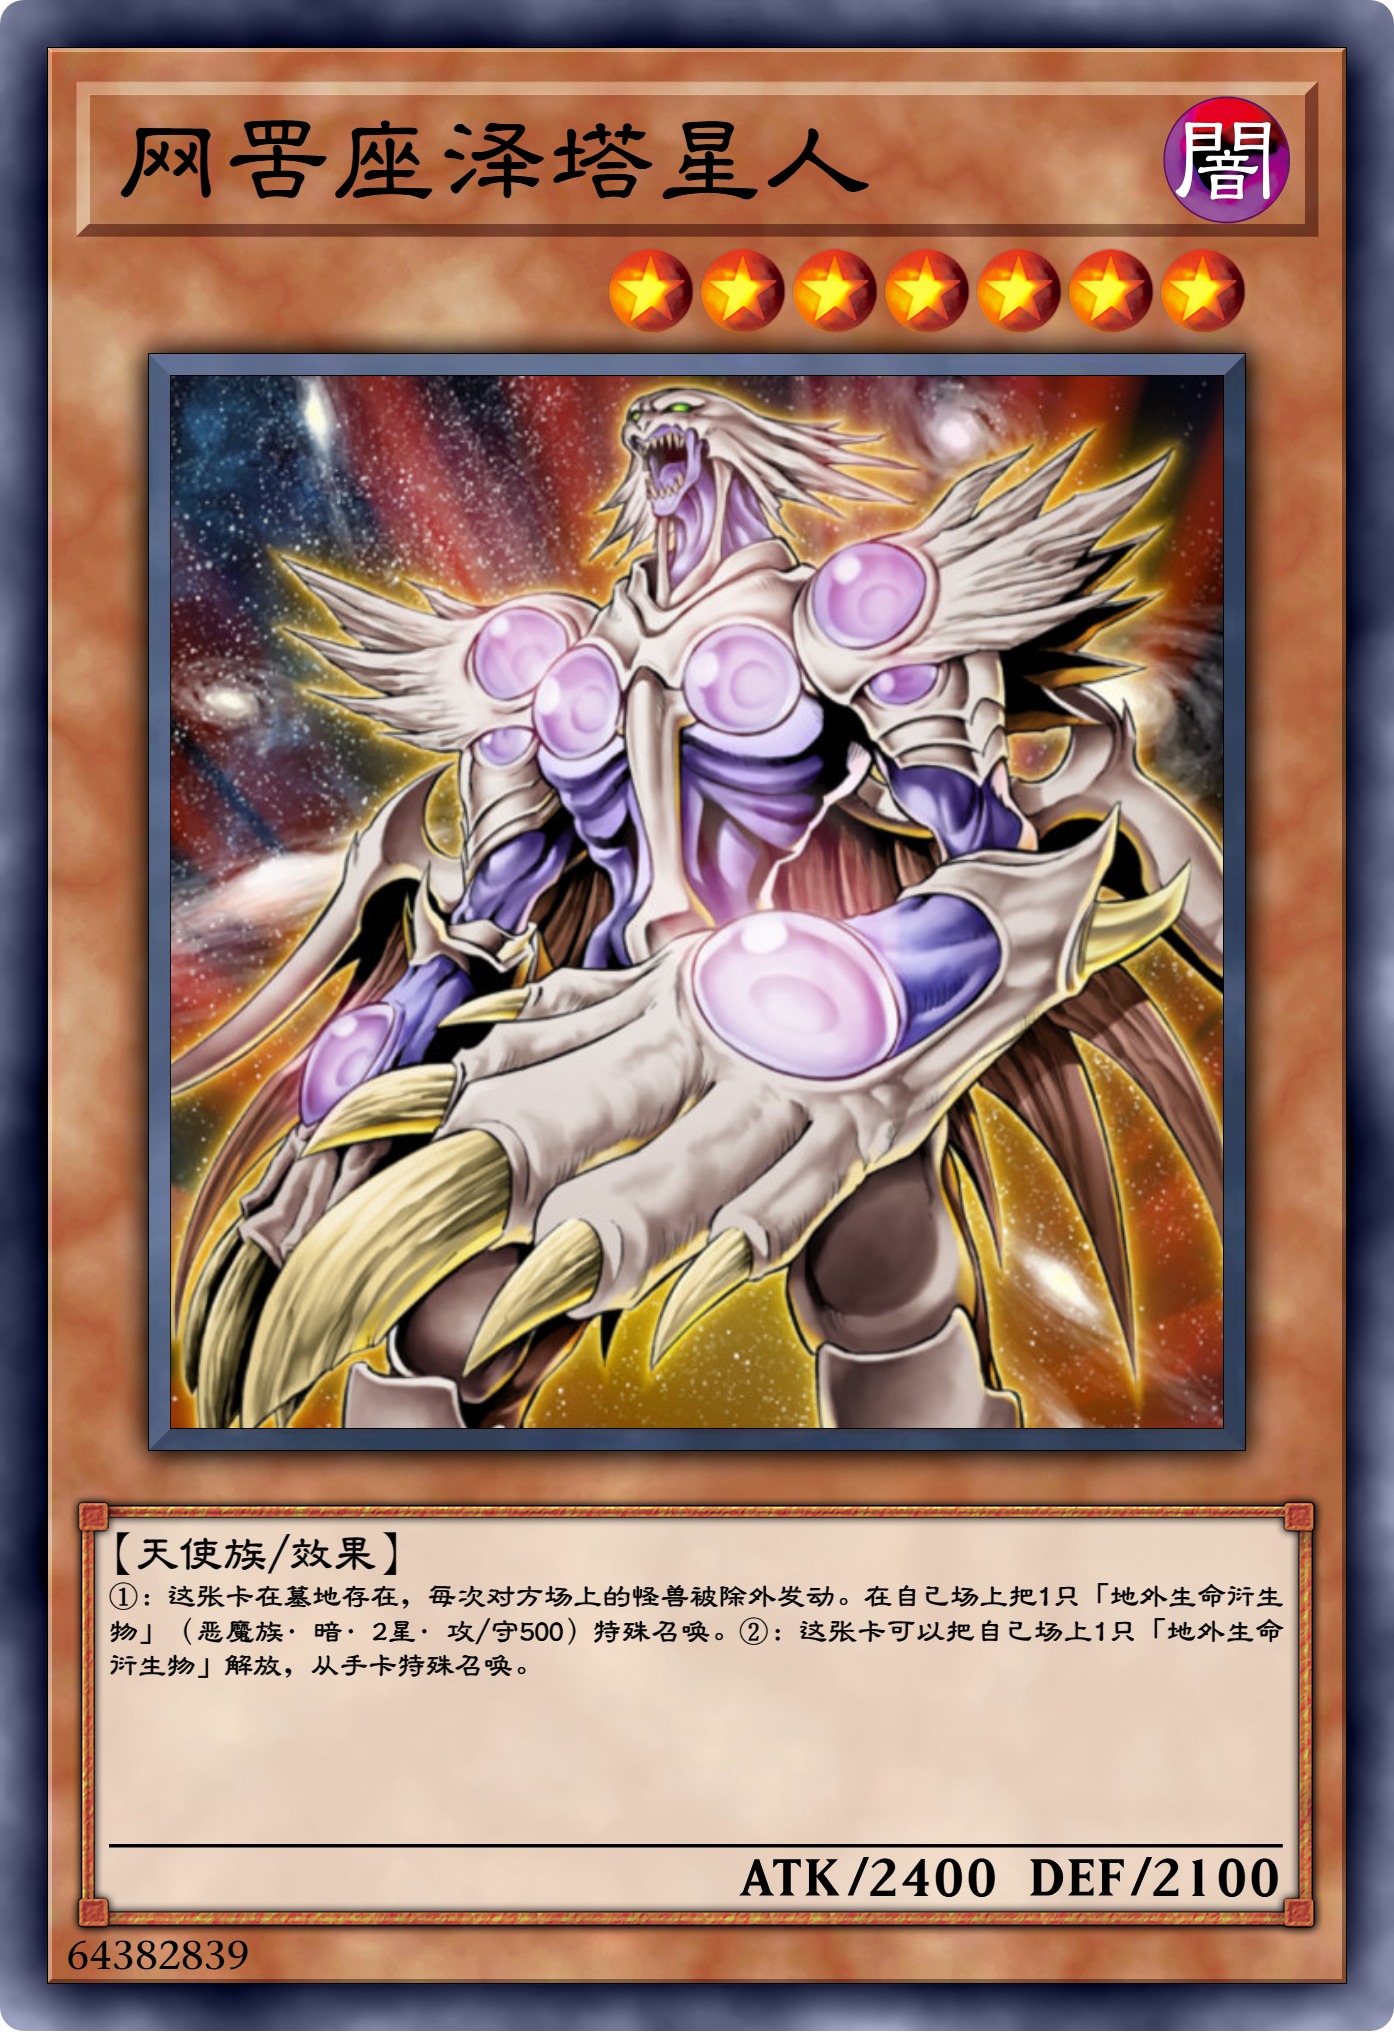 网罟座泽塔星人
闇
【天使族/效果】
①：这张卡在墓地存在，每次对方场上的怪兽被除外发动。在自己场上把1只「地外生命衍生
物」（恶魔族·暗·2星·攻/守500）特殊召唤。②：这张卡可以把自己场上1只「地外生命
衍生物」解放，从手卡特殊召唤。
ATK/2400 DEF/2100
64382839